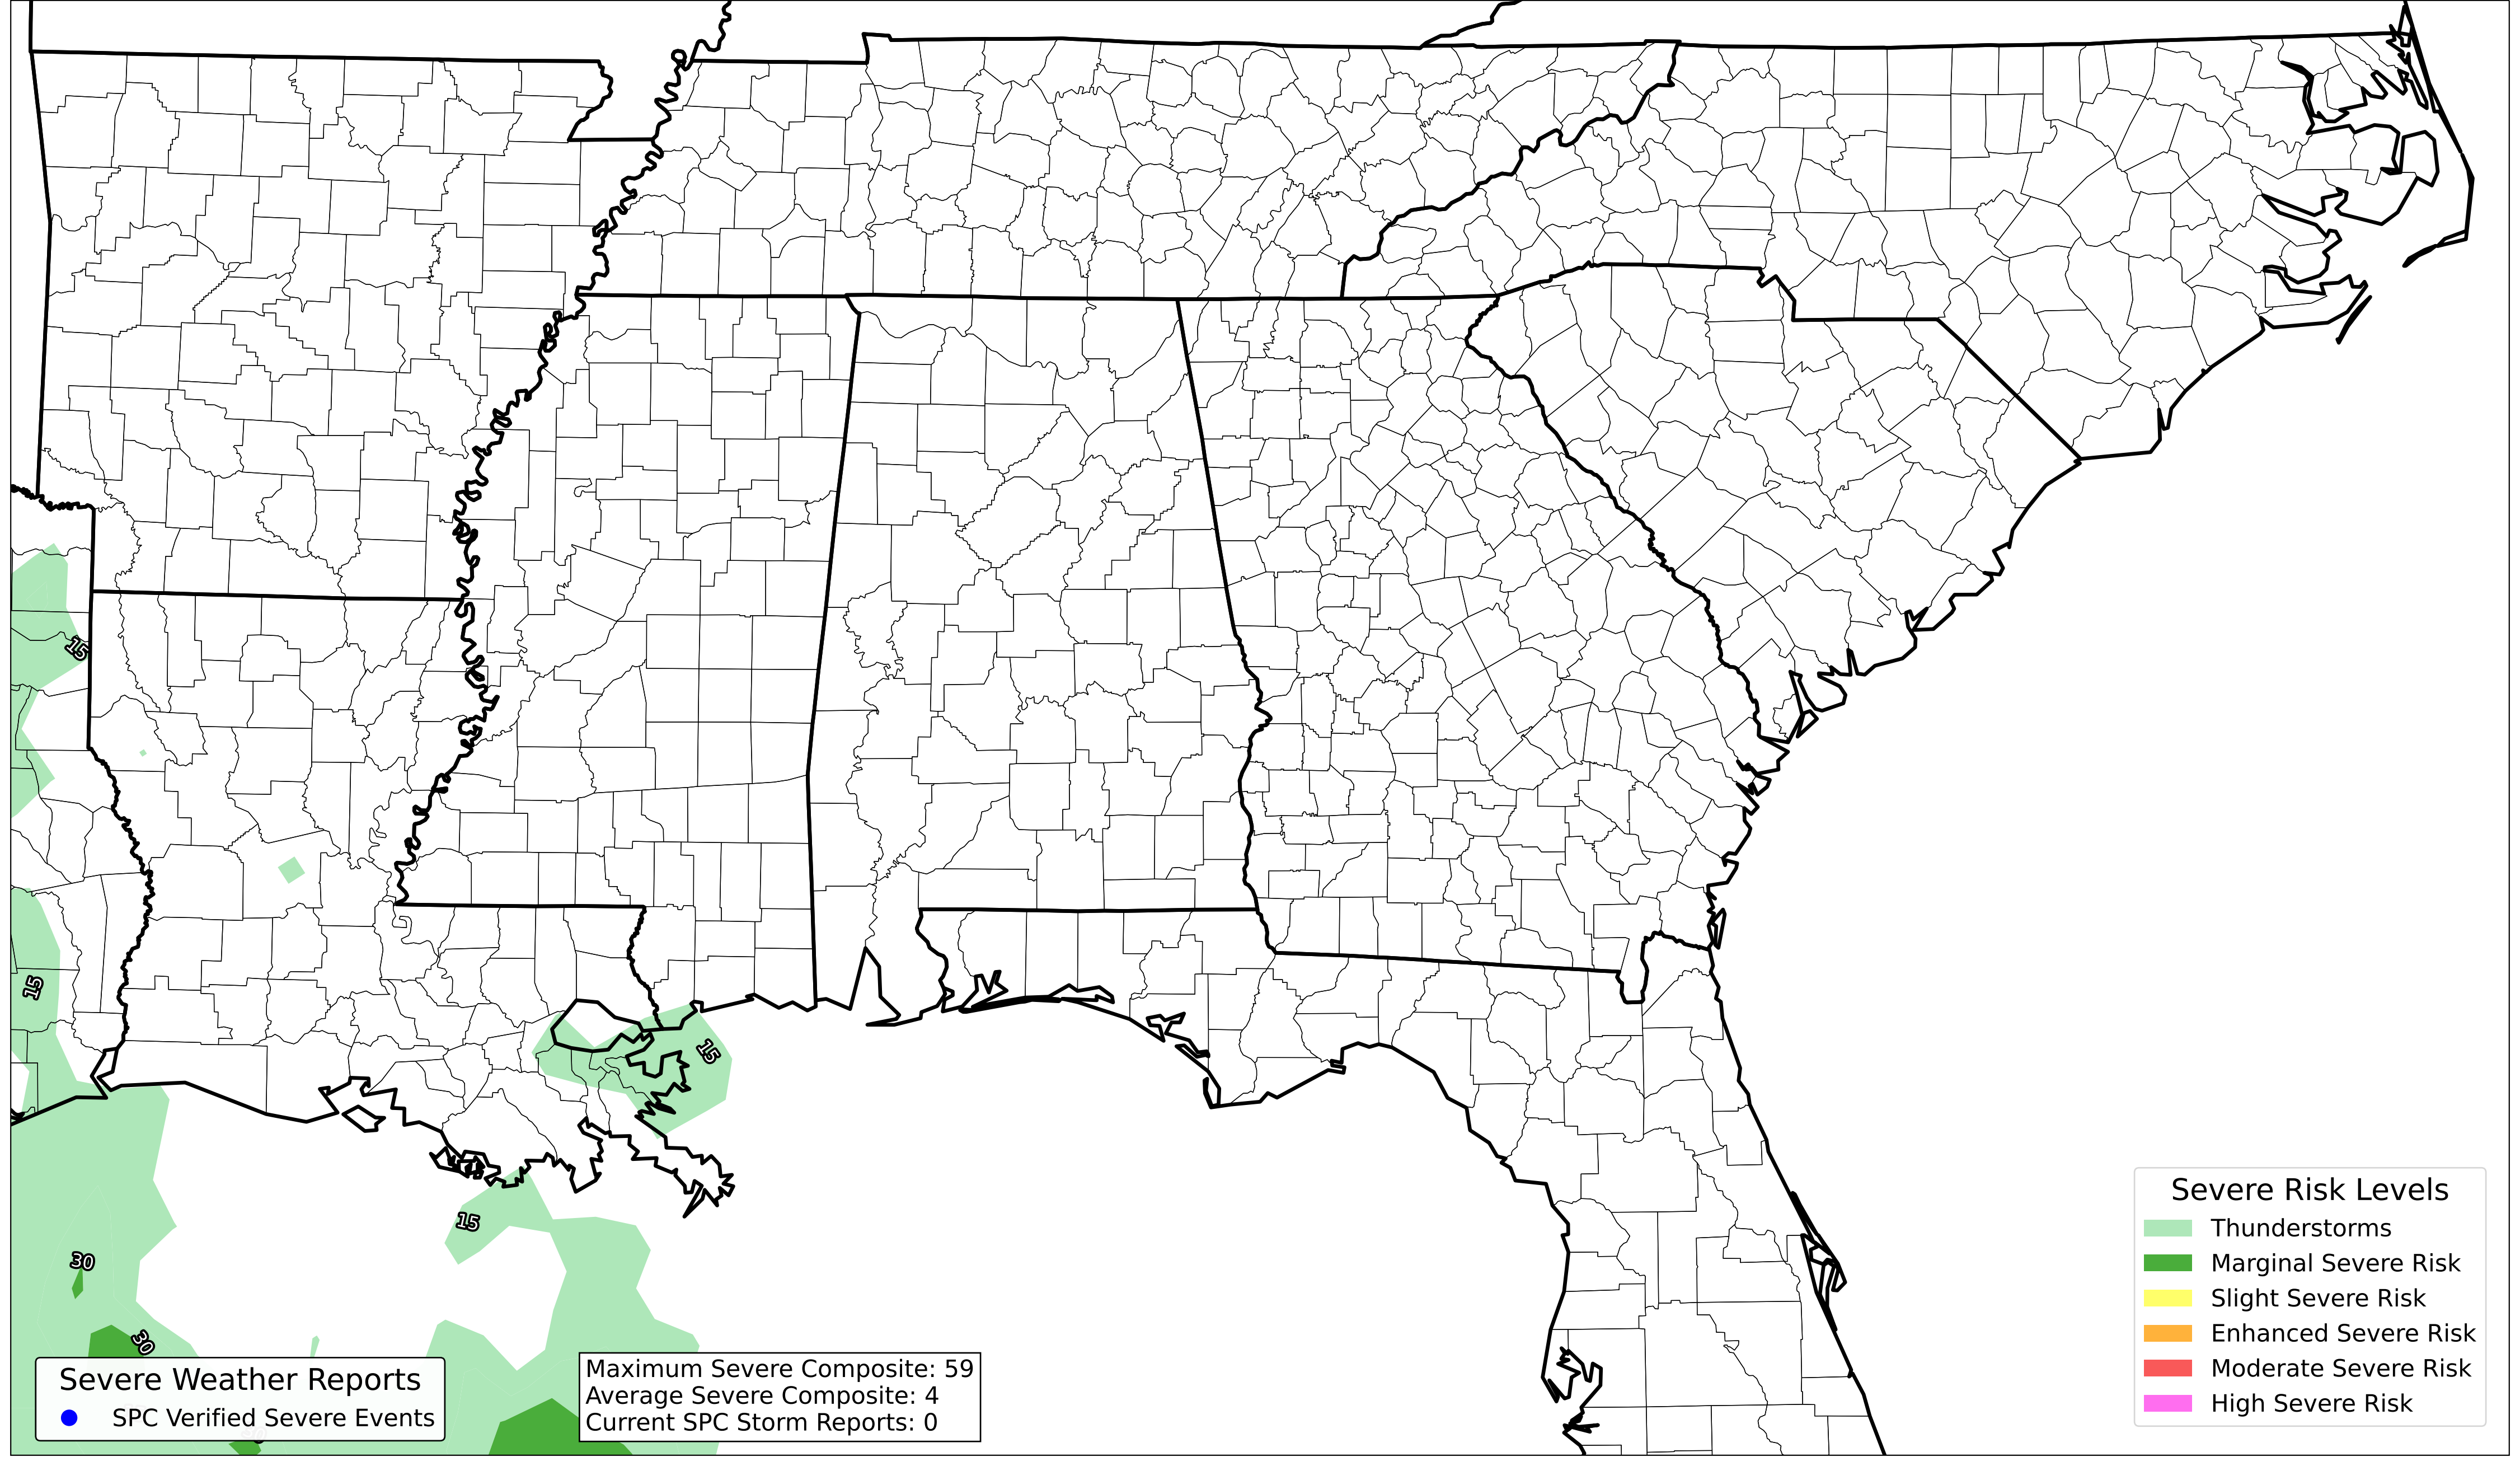 15
15
15
15
30
30
Severe Risk Levels
Thunderstorms
Marginal Severe Risk
Slight Severe Risk
Enhanced Severe Risk
Moderate Severe Risk
High Severe Risk
Severe Weather Reports
SPC Verified Severe Events
Maximum Severe Composite: 59
Average Severe Composite: 4
Current SPC Storm Reports: 0